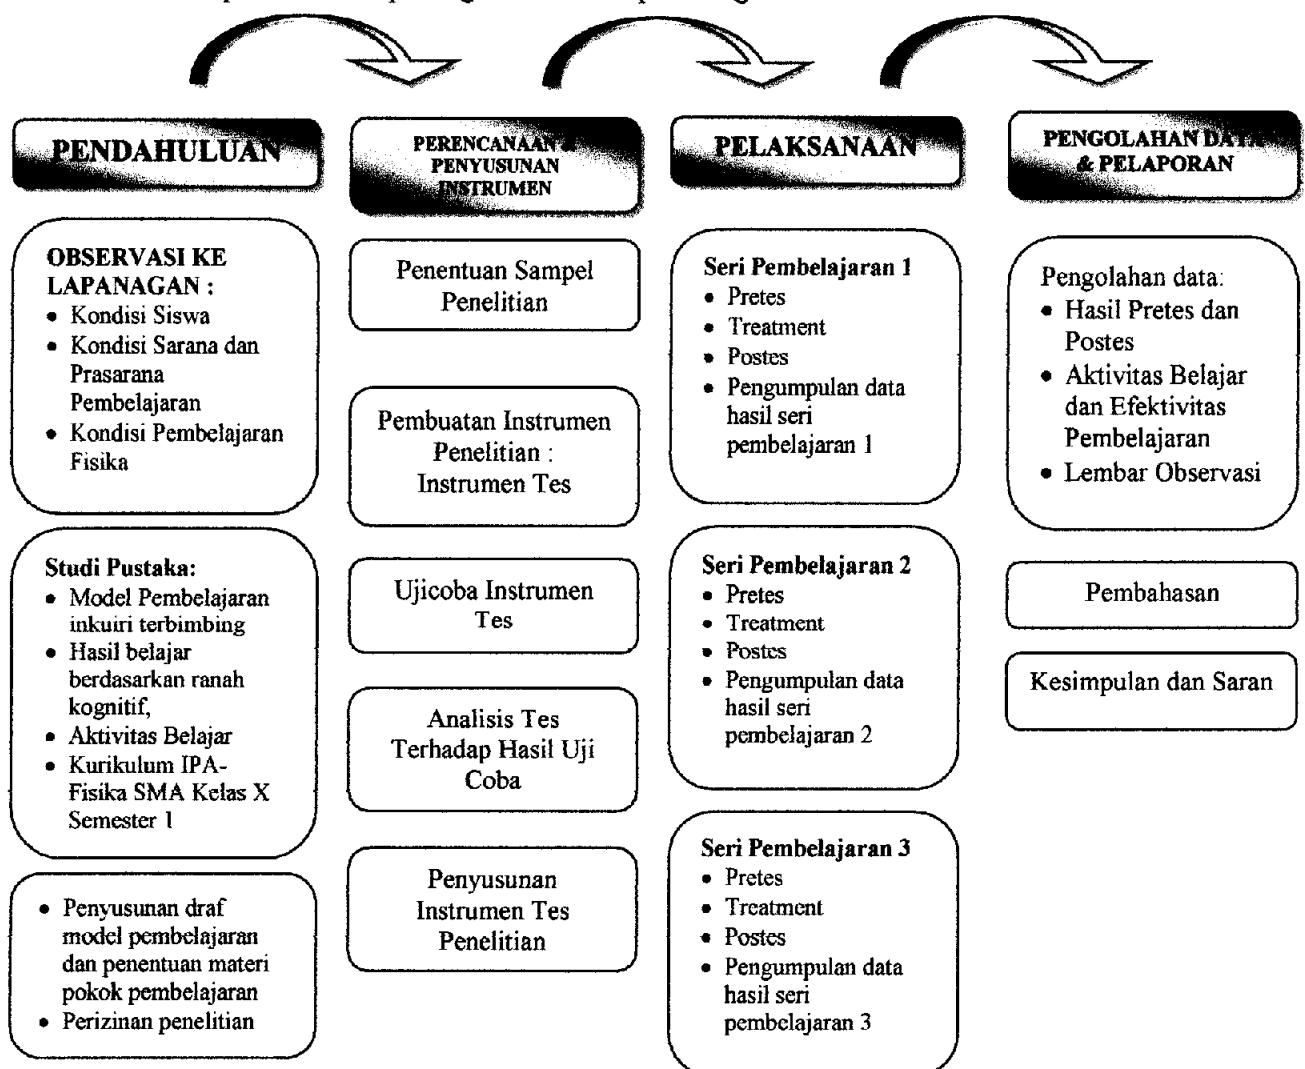 PENDAHULUAN
OBSERVASI KE
LAPANAGAN :
• Kondisi Siswa
• Kondisi Sarana dan
Prasarana
Pembelajaran
• Kondisi Pembelajaran
Fisika
Studi Pustaka:
• Model Pembelajaran
inkuiri terbimbing
• Hasil belajar
berdasarkan ranah
kognitif,
• Aktivitas Belajar
• Kurikulum IPA-
Fisika SMA Kelas X
Semester 1
• Penyusunan draf
model pembelajaran
dan penentuan materi
pokok pembelajaran
• Perizinan penelitian
PERENCANAAN &
PENYUSUNAN
INSTRUMEN
Penentuan Sampel
Penelitian
Pembuatan Instrumen
Penelitian :
Instrumen Tes
Ujicoba Instrumen
Tes
Analisis Tes
Terhadap Hasil Uji
Coba
Penyusunan
Instrumen Tes
Penelitian
PELAKSANAAN
Seri Pembelajaran 1
• Pretes
• Treatment
• Postes
• Pengumpulan data
hasil seri
pembelajaran 1
Seri Pembelajaran 2
• Pretes
• Treatment
• Postes
• Pengumpulan data
hasil seri
pembelajaran 2
Seri Pembelajaran 3
• Pretes
• Treatment
• Postes
• Pengumpulan data
hasil seri
pembelajaran 3
PENGOLAHAN DATA
& PELAPORAN
Pengolahan data:
• Hasil Pretes dan
Postes
• Aktivitas Belajar
dan Efektivitas
Pembelajaran
• Lembar Observasi
Pembahasan
Kesimpulan dan Saran